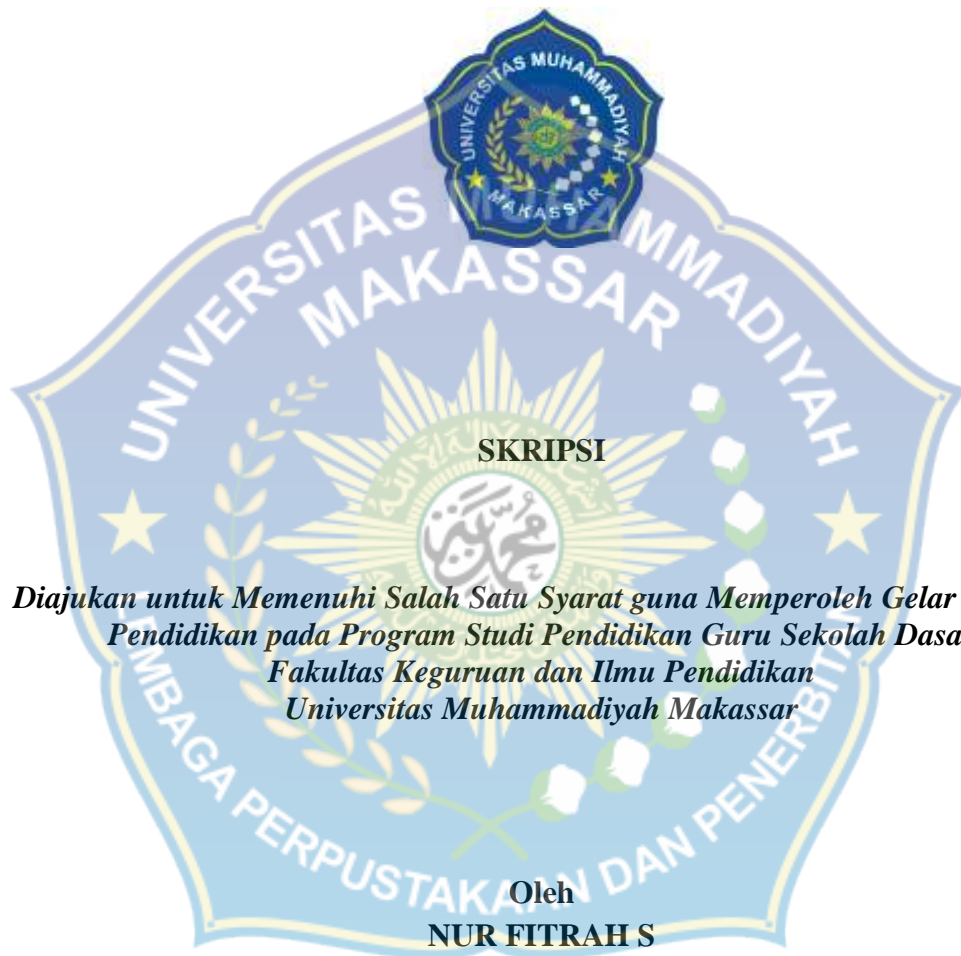 UNIVERSITAS MUHAMMADIYAH
MAKASSAR
UNIVERSITAS MUHAMMADIYAH
MAKASSAR
SKRIPSI
محمد
Diajukan untuk Memenuhi Salah Satu Syarat guna Memperoleh Gelar
Pendidikan pada Program Studi Pendidikan Guru Sekolah Dasa
Fakultas Keguruan dan Ilmu Pendidikan
Universitas Muhammadiyah Makassar
LEMBAGA PERPUSTAKAAN DAN PENERBITAN
Oleh
NUR FITRAH S